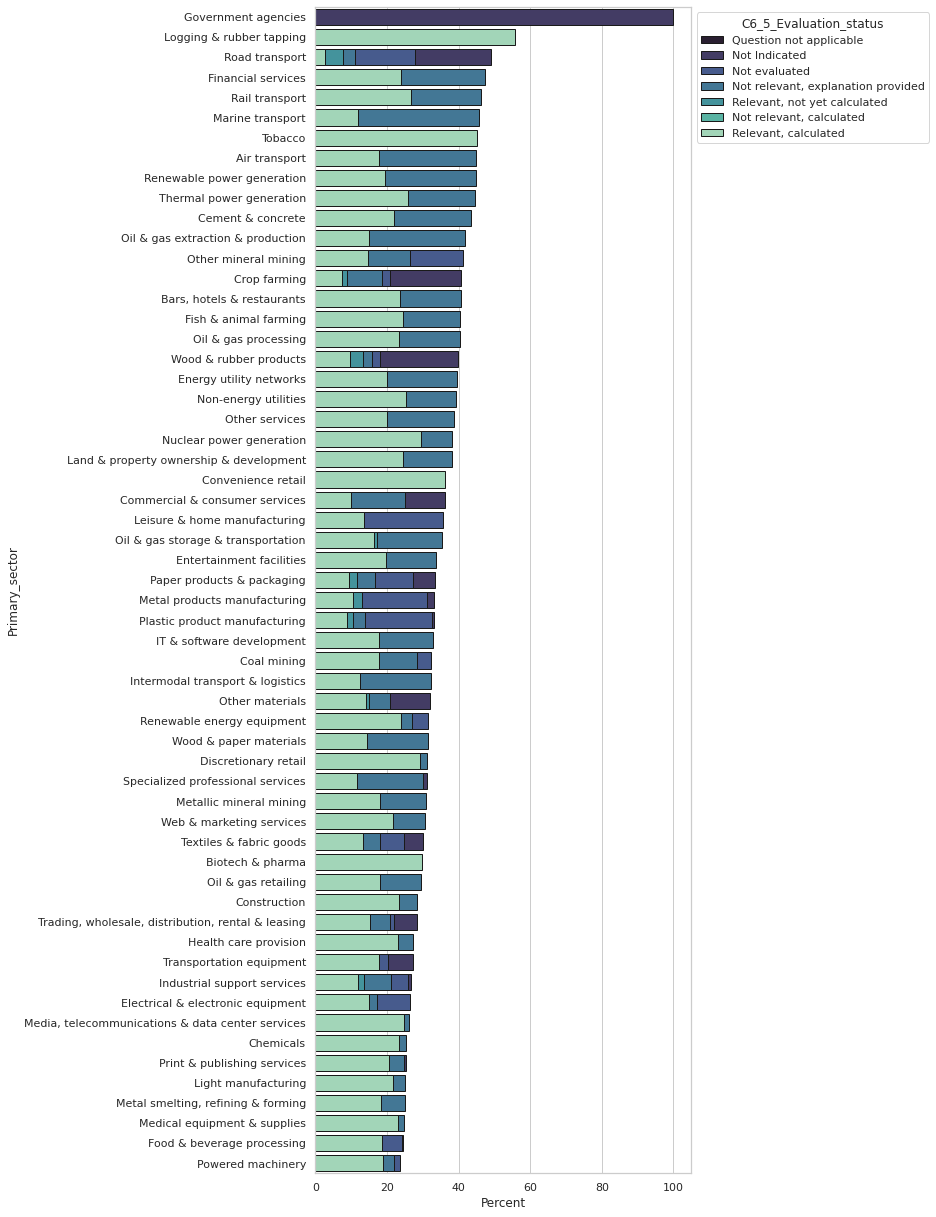 Government agencies
Logging & rubber tapping
Road transport
Financial services
Rail transport
Marine transport
Tobacco
Air transport
Renewable power generation
Thermal power generation
Cement & concrete
Oil & gas extraction & production
Other mineral mining
Crop farming
Bars, hotels & restaurants
Fish & animal farming
Oil & gas processing
Wood & rubber products
Energy utility networks
Non-energy utilities
Other services
Nuclear power generation
Land & property ownership & development
Convenience retail
Commercial & consumer services
Leisure & home manufacturing
Oil & gas storage & transportation
Entertainment facilities
Paper products & packaging
Metal products manufacturing
Plastic product manufacturing
IT & software development
Coal mining
Intermodal transport & logistics
Other materials
Renewable energy equipment
Wood & paper materials
Discretionary retail
Specialized professional services
Metallic mineral mining
Web & marketing services
Textiles & fabric goods
Biotech & pharma
Oil & gas retailing
Construction
Trading, wholesale, distribution, rental & leasing
Health care provision
Transportation equipment
Industrial support services
Electrical & electronic equipment
Media, telecommunications & data center services
Chemicals
Print & publishing services
Light manufacturing
Metal smelting, refining & forming
Medical equipment & supplies
Food & beverage processing
Powered machinery
Primary_sector
0 20 40 60 80 100
Percent
C6_5_Evaluation_status
Question not applicable
Not Indicated
Not evaluated
Not relevant, explanation provided
Relevant, not yet calculated
Not relevant, calculated
Relevant, calculated